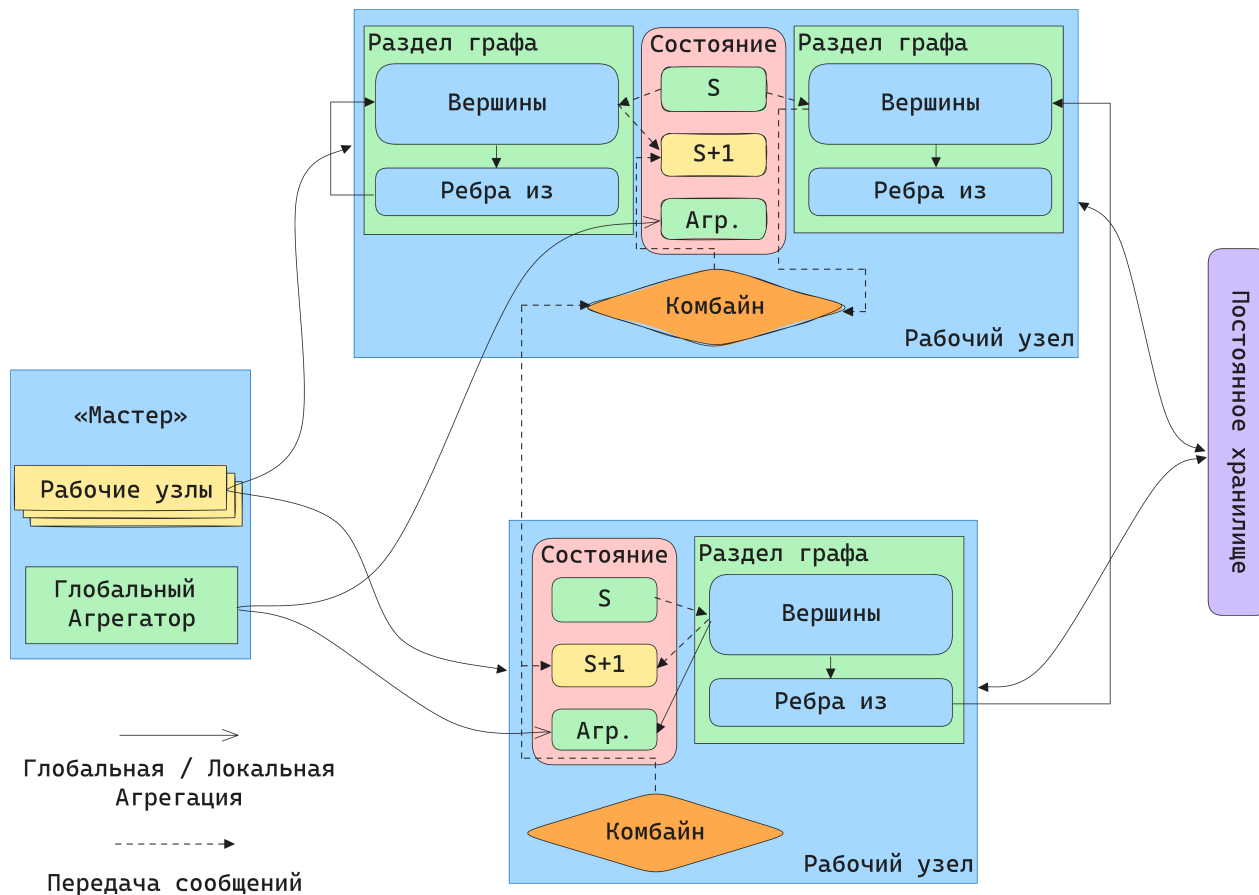 Раздел графа
Вершины
Ребра из
Состояние
S
S+1
Агр.
Раздел графа
Вершины
Ребра из
Комбайн
Рабочий узел
Постоянное хранилище
«Мастер»
Рабочие узлы
Глобальный
Агрегатор
Состояние
S
S+1
Агр.
Раздел графа
Вершины
Ребра из
Комбайн
Рабочий узел
Глобальная / Локальная
Агрегация
Передача сообщений